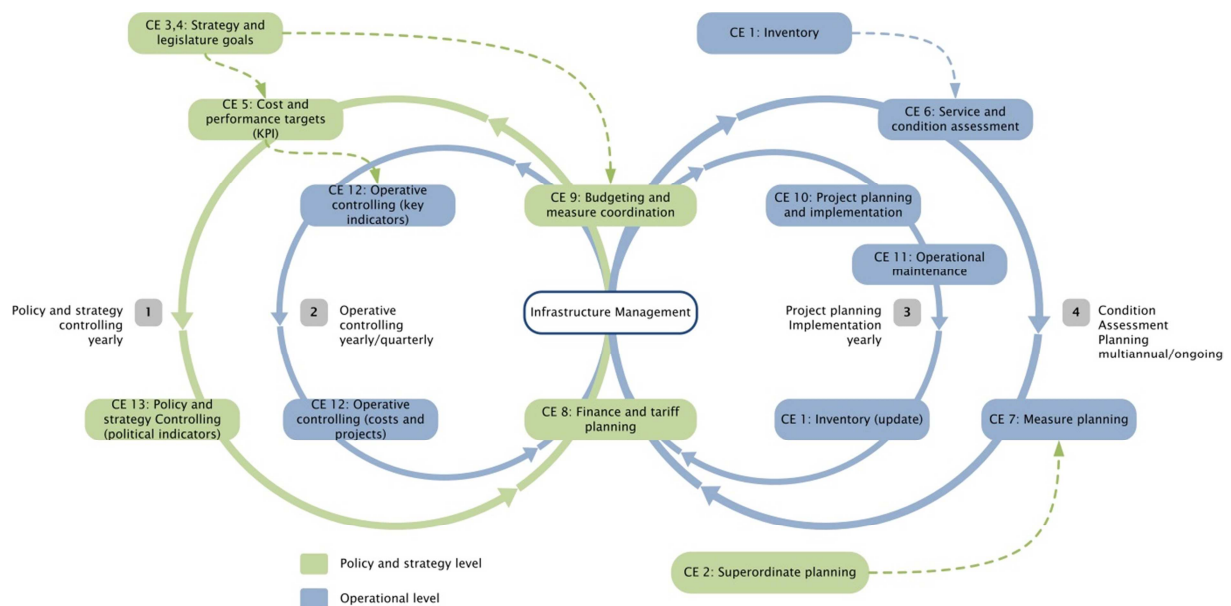 CE 3,4: Strategy and
legislature goals
CE 1: Inventory
CE 5: Cost and
performance targets
(KPI)
CE 6: Service and
condition assessment
CE 12: Operative
controlling (key
indicators)
CE 9: Budgeting and
measure coordination
CE 10: Project planning
and implementation
CE 11: Operational
maintenance
Policy and strategy
controlling
yearly
1
2
Operative
controlling
yearly/quarterly
Infrastructure Management
Project planning
Implementation
yearly
3
4
Condition
Assessment
Planning
multiannual/ongoing
CE 13: Policy and
strategy Controlling
(political indicators)
CE 12: Operative
controlling (costs and
projects)
CE 8: Finance and tariff
planning
CE 1: Inventory (update)
CE 7: Measure planning
Policy and strategy level
CE 2: Superordinate planning
Operational level